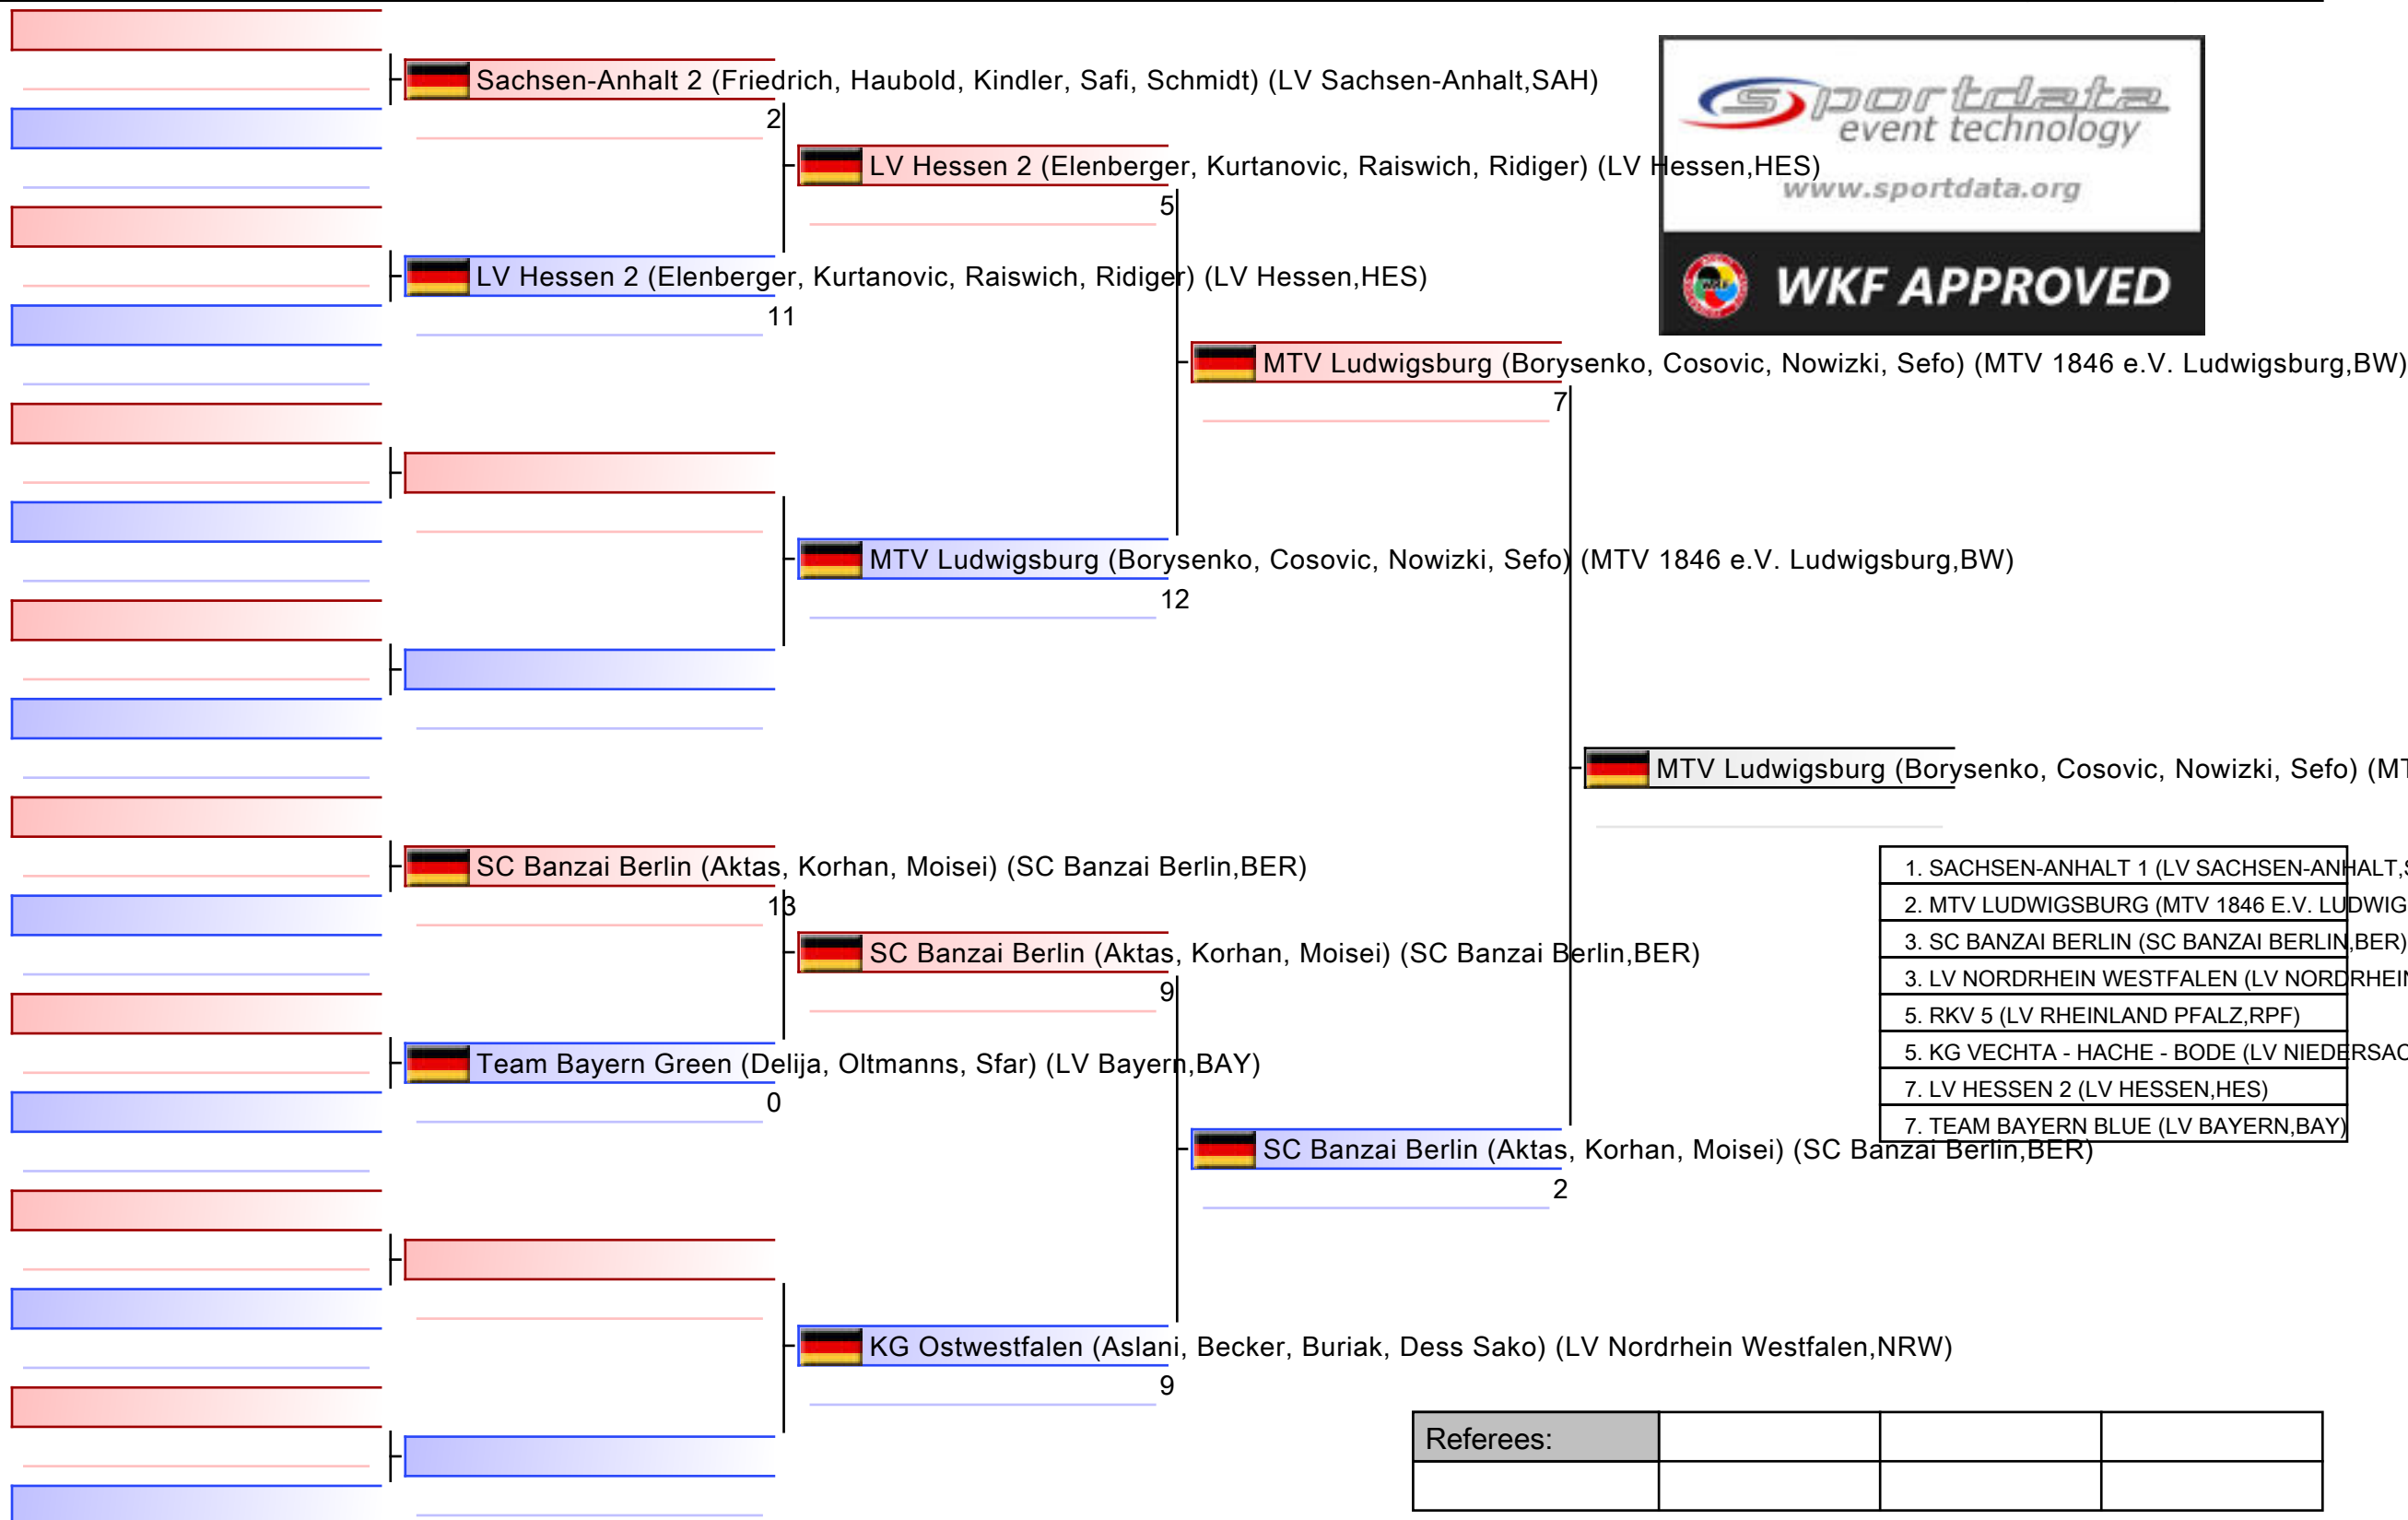 Sachsen-Anhalt 2 (Friedrich, Haubold, Kindler, Safi, Schmidt) (LV Sachsen-Anhalt,SAH)
2
LV Hessen 2 (Elenberger, Kurtanovic, Raiswich, Ridiger) (LV Hessen,HES)
5
LV Hessen 2 (Elenberger, Kurtanovic, Raiswich, Ridiger) (LV Hessen,HES)
11
sportdata
event technology
www.sportdata.org
WKF
WKF APPROVED
MTV Ludwigsburg (Borysenko, Cosovic, Nowizki, Sefo) (MTV 1846 e.V. Ludwigsburg,BW)
7
MTV Ludwigsburg (Borysenko, Cosovic, Nowizki, Sefo) (MTV 1846 e.V. Ludwigsburg,BW)
12
MTV Ludwigsburg (Borysenko, Cosovic, Nowizki, Sefo) (MT
SC Banzai Berlin (Aktas, Korhan, Moisei) (SC Banzai Berlin,BER)
13
SC Banzai Berlin (Aktas, Korhan, Moisei) (SC Banzai Berlin,BER)
9
Team Bayern Green (Delija, Oltmanns, Sfar) (LV Bayern,BAY)
0
1. SACHSEN-ANHALT 1 (LV SACHSEN-ANHALT,S
2. MTV LUDWIGSBURG (MTV 1846 E.V. LUDWIG
3. SC BANZAI BERLIN (SC BANZAI BERLIN,BER)
3. LV NORDRHEIN WESTFALEN (LV NORDRHEIN
5. RKV 5 (LV RHEINLAND PFALZ,RPF)
5. KG VECHTA - HACHE - BODE (LV NIEDERSAC
7. LV HESSEN 2 (LV HESSEN,HES)
7. TEAM BAYERN BLUE (LV BAYERN,BAY)
SC Banzai Berlin (Aktas, Korhan, Moisei) (SC Banzai Berlin,BER)
2
KG Ostwestfalen (Aslani, Becker, Buriak, Dess Sako) (LV Nordrhein Westfalen,NRW)
9
Referees: